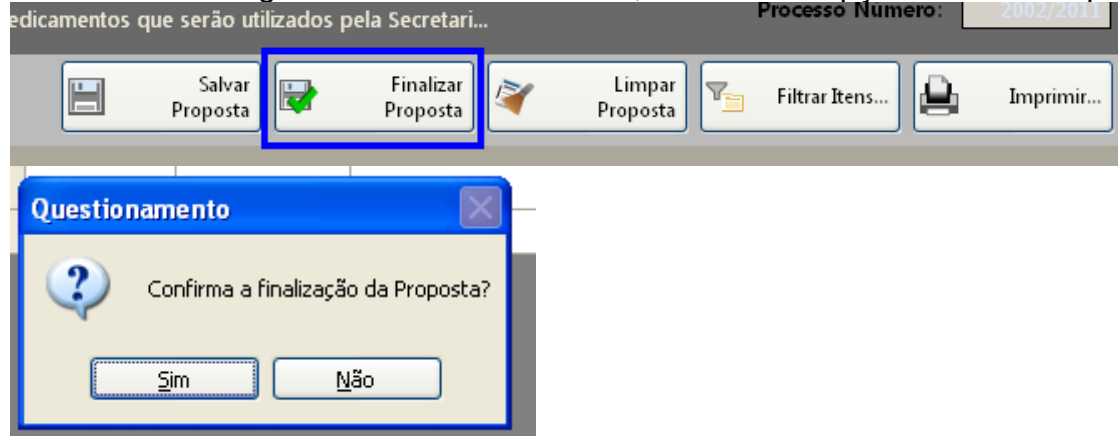 edicamentos que serão utilizados pela Secretari...
Processo Número: 2002/2011
Salvar
Proposta
Finalizar
Proposta
Limpar
Proposta
Filtrar Itens...
Imprimir...
Questionamento
Confirma a finalização da Proposta?
Sim
Não